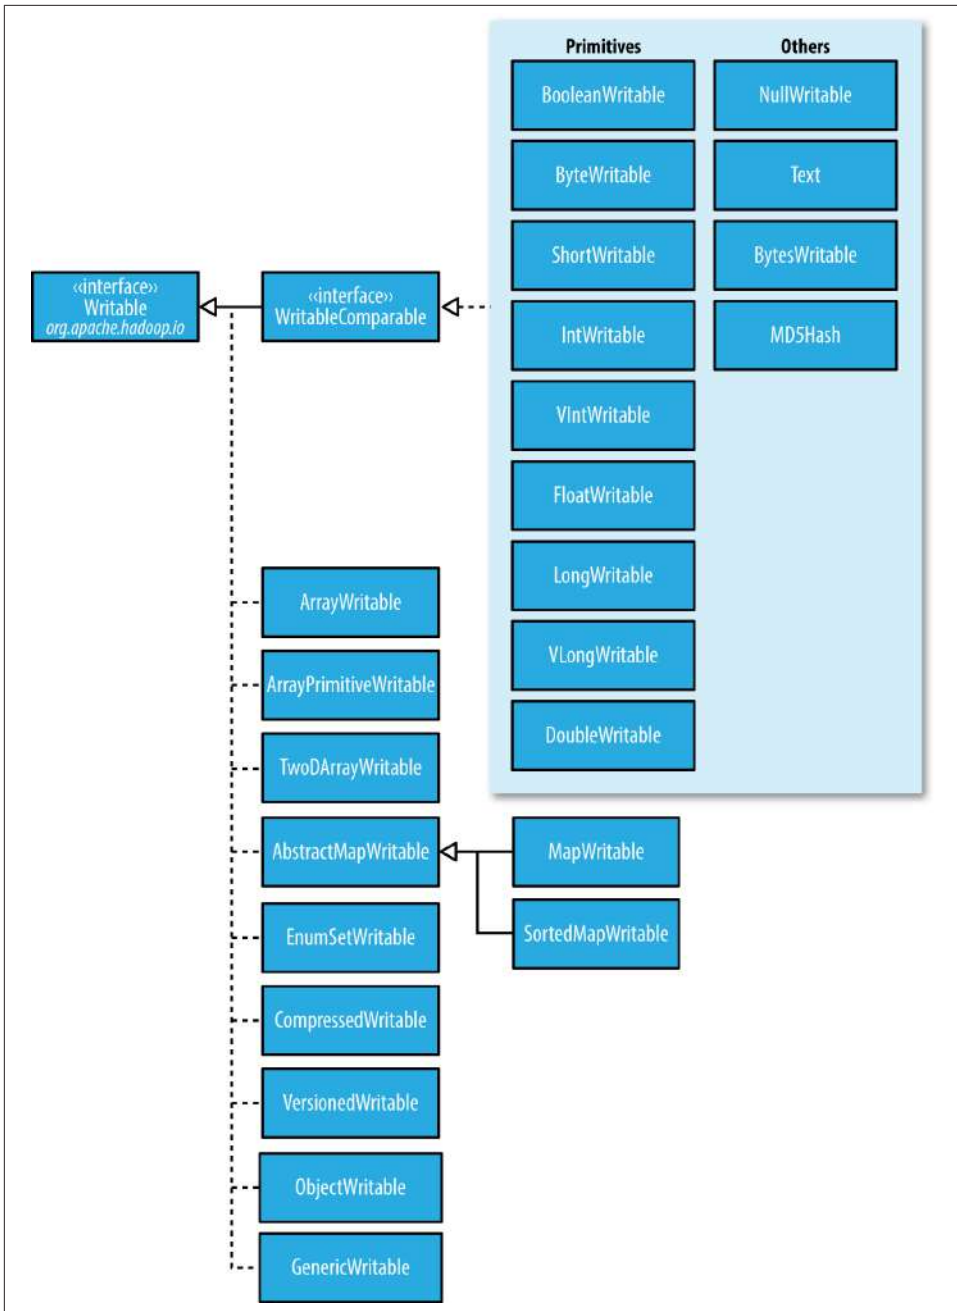 Primitives
Others
BooleanWritable
NullWritable
ByteWritable
Text
ShortWritable
BytesWritable
‹‹interface››
Writable
org.apache.hadoop.io
‹‹interface››
WritableComparable
IntWritable
MD5Hash
VIntWritable
FloatWritable
LongWritable
VLongWritable
DoubleWritable
ArrayWritable
ArrayPrimitiveWritable
TwoDArrayWritable
AbstractMapWritable
MapWritable
EnumSetWritable
SortedMapWritable
CompressedWritable
VersionedWritable
ObjectWritable
GenericWritable